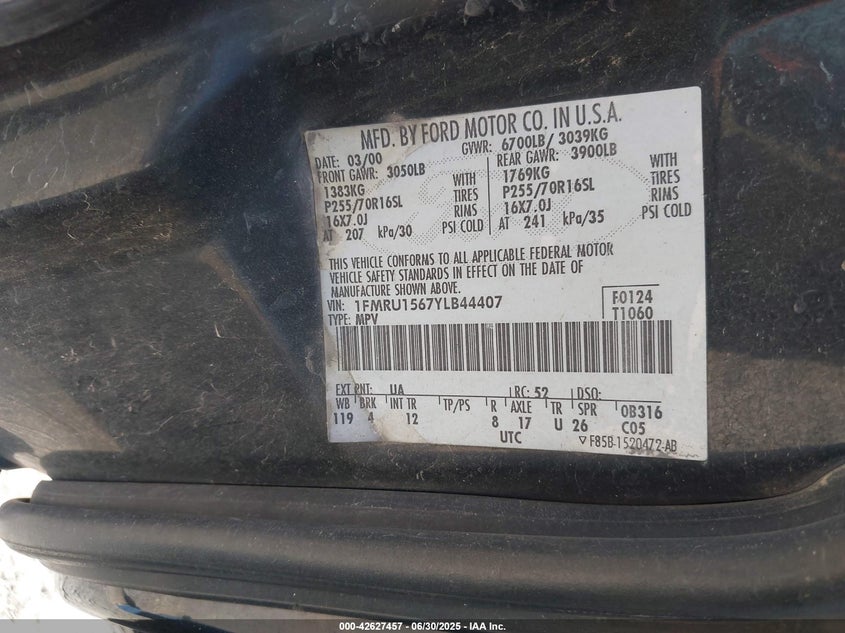 MFD. BY FORD MOTOR CO. IN U.S.A.
DATE: 03/00 GVWR: 6700LB/ 3039KG
FRONT GAWR: 3050LB REAR GAWR: 3900LB
1383KG WITH 1769KG WITH
P255/70R16SL TIRES P255/70R16SL TIRES
16X7.0J RIMS 16X7.0J RIMS
AT 207 kPa/30 PSI COLD AT 241 kPa/35 PSI COLD
THIS VEHICLE CONFORMS TO ALL APPLICABLE FEDERAL MOTOR
VEHICLE SAFETY STANDARDS IN EFFECT ON THE DATE OF
MANUFACTURE SHOWN ABOVE.
VIN: 1FMRU1567YLB44407 F0124
TYPE: MPV T1060
EXT PNT: UA RC: 52 DSO:
WB BRK INT TR TP/PS R AXLE TR SPR 0B316
119 4 12 8 17 U 26 C05
UTC F85B-1520472-AB
000-42627457 - 06/30/2025 - IAA Inc.